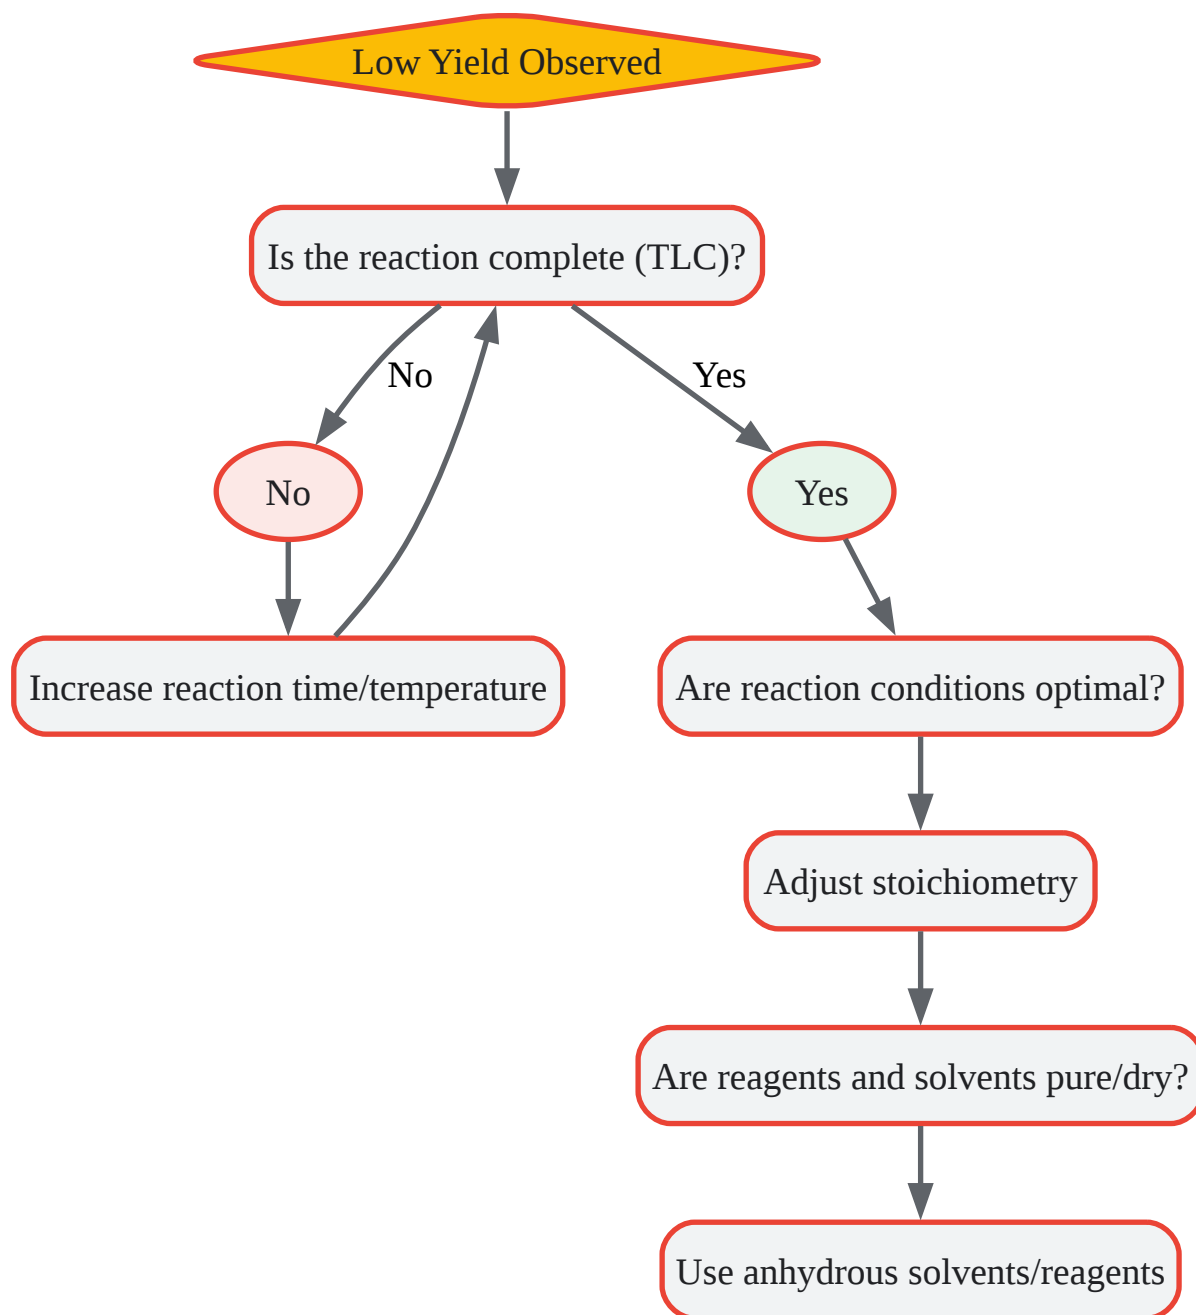 Low Yield Observed
Is the reaction complete (TLC)?
No
Yes
No
Yes
Increase reaction time/temperature
Are reaction conditions optimal?
Adjust stoichiometry
Are reagents and solvents pure/dry?
Use anhydrous solvents/reagents